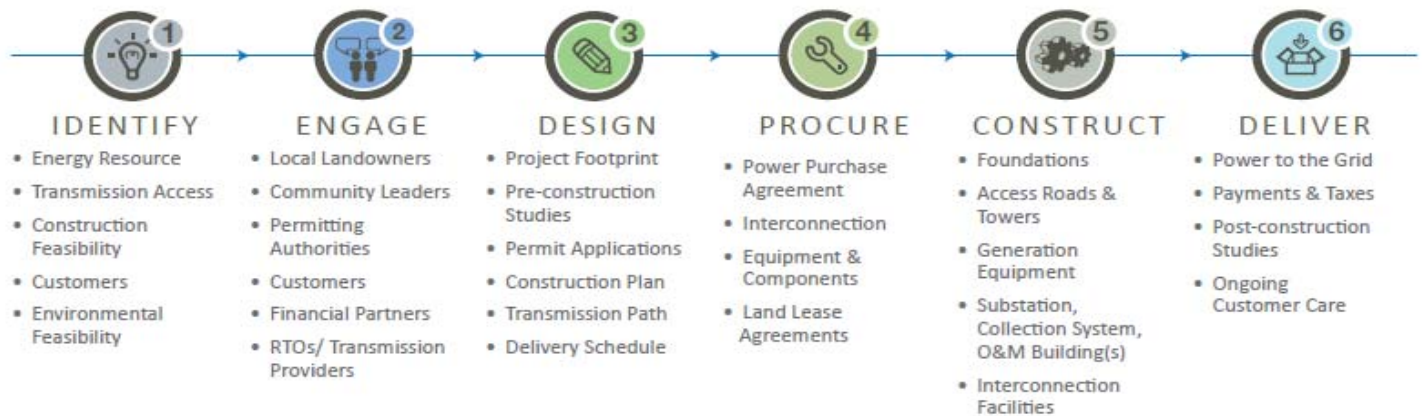 1
2
3
4
5
6
IDENTIFY
• Energy Resource
• Transmission Access
• Construction
Feasibility
• Customers
• Environmental
Feasibility
ENGAGE
• Local Landowners
• Community Leaders
• Permitting
Authorities
• Customers
• Financial Partners
• RTOs/ Transmission
Providers
DESIGN
• Project Footprint
• Pre-construction
Studies
• Permit Applications
• Construction Plan
• Transmission Path
• Delivery Schedule
PROCURE
• Power Purchase
Agreement
• Interconnection
• Equipment &
Components
• Land Lease
Agreements
CONSTRUCT
• Foundations
• Access Roads &
Towers
• Generation
Equipment
• Substation,
Collection System,
O&M Building(s)
• Interconnection
Facilities
DELIVER
• Power to the Grid
• Payments & Taxes
• Post-construction
Studies
• Ongoing
Customer Care